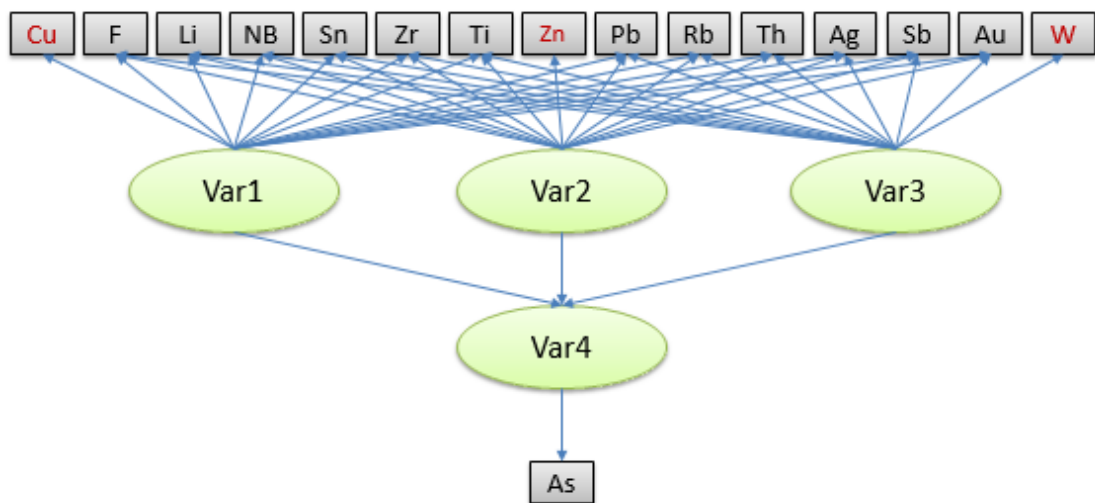 Cu F Li NB Sn Zr Ti Zn Pb Rb Th Ag Sb Au W
Var1 Var2 Var3
Var4
As